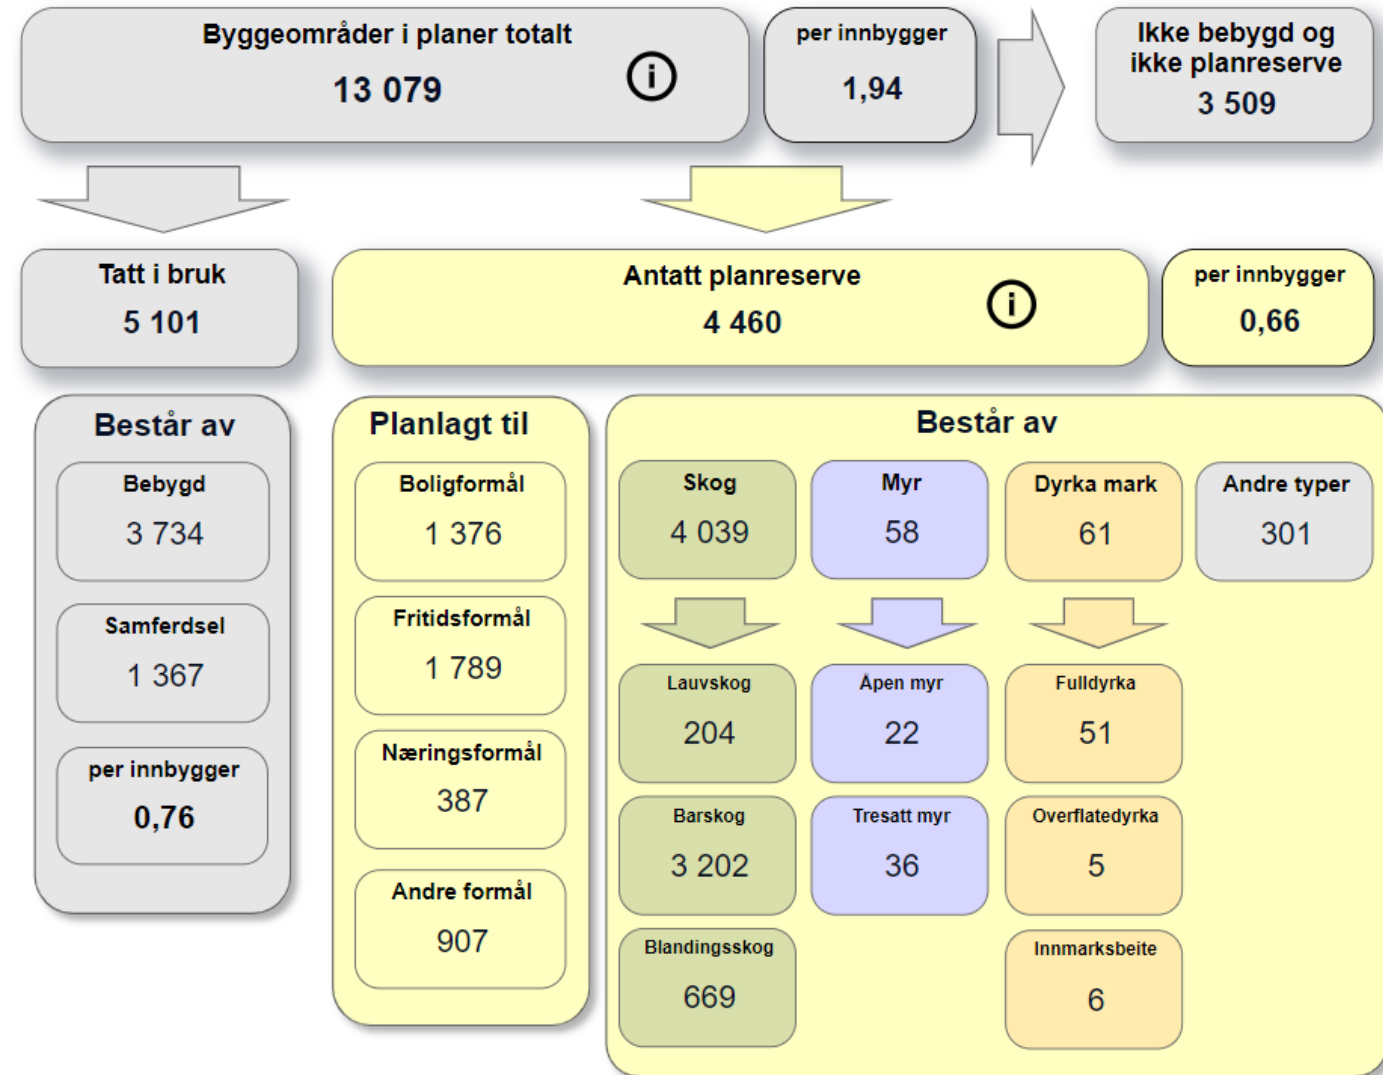 Byggeområder i planer totalt
13 079
i
per innbygger
1,94
Ikke bebygd og
ikke planreserve
3 509
Tatt i bruk
5 101
Antatt planreserve
4 460
i
per innbygger
0,66
Består av
Bebygd
3 734
Samferdsel
1 367
per innbygger
0,76
Planlagt til
Boligformål
1 376
Fritidsformål
1 789
Næringsformål
387
Andre formål
907
Består av
Skog
4 039
Myr
58
Dyrka mark
61
Andre typer
301
Lauvskog
204
Åpen myr
22
Fulldyrka
51
Barskog
3 202
Tresatt myr
36
Overflatedyrka
5
Blandingsskog
669
Innmarksbeite
6